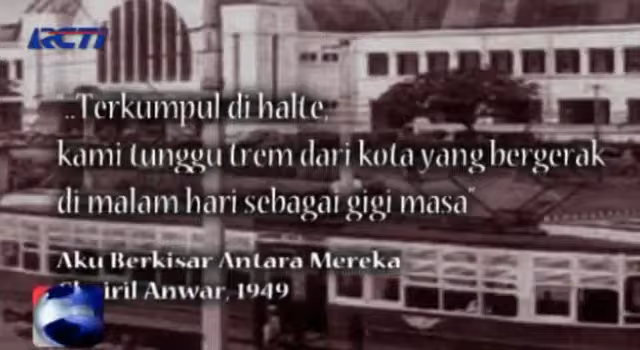 RCTI
"..Terkumpul di halte,
kami tunggu trem dari kota yang bergerak
di malam hari sebagai gigi masa"
Aku Berkisar Antara Mereka
Anwar, 1949